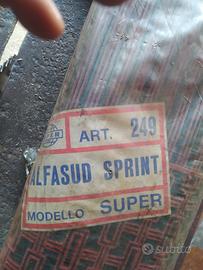 ART. 249
ALFASUD SPRINT
MODELLO SUPER
subito